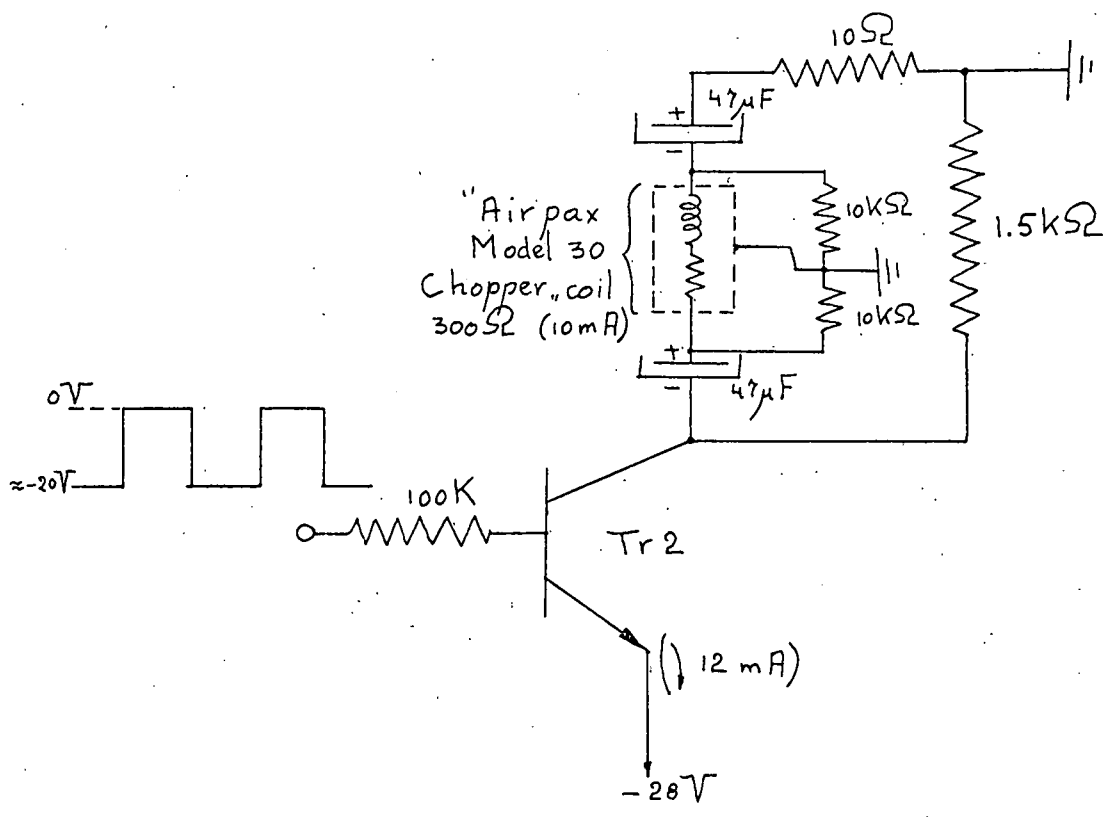 10Ω
47μF
+
-
"Airpax
Model 30
Chopper„ coil
300Ω (10mA)
10KΩ
1.5kΩ
10KΩ
+
-
47μF
0V
≈-20V
100K
Tr2
(12 mA)
-28V